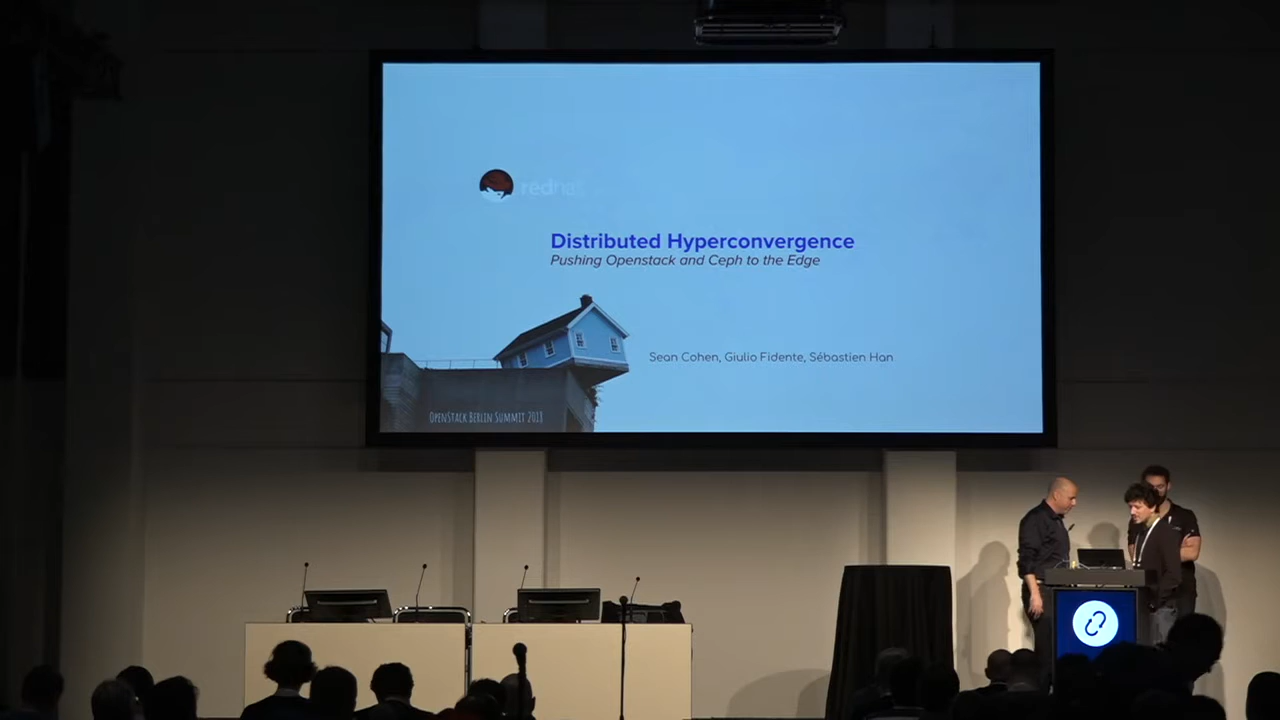 redhat
Distributed Hyperconvergence
Pushing Openstack and Ceph to the Edge
Sean Cohen, Giulio Fidente, Sébastien Han
OpenStack Berlin Summit 2018